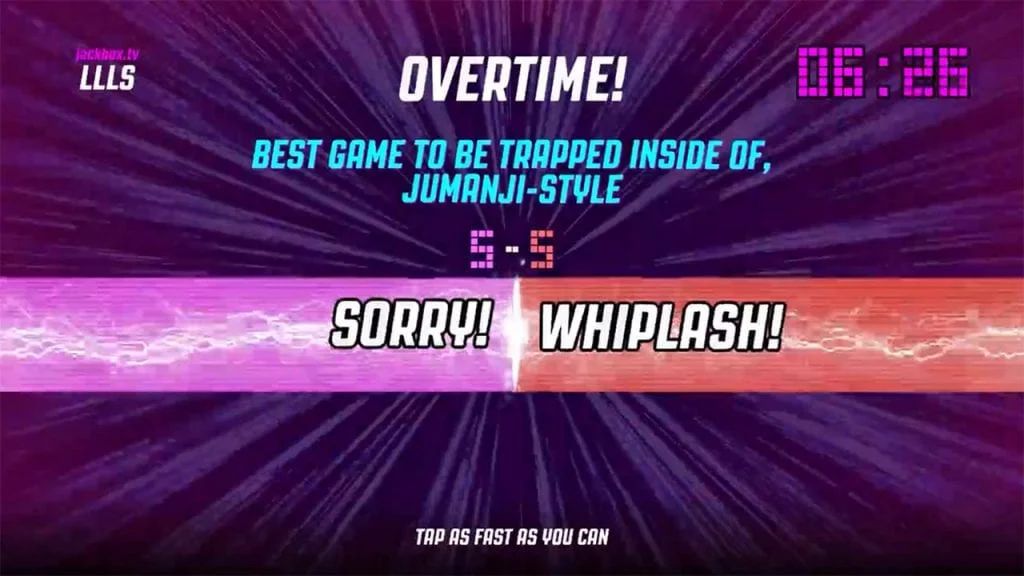 jackbox.tv
LLLS
OVERTIME!
06:26
BEST GAME TO BE TRAPPED INSIDE OF,
JUMANJI-STYLE
5-5
SORRY! WHIPLASH!
TAP AS FAST AS YOU CAN